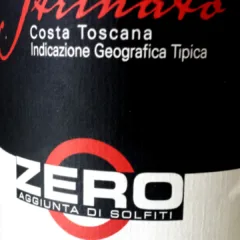 Costa Toscana
Indicazione Geografica Tipica
ZERO
AGGIUNTA DI SOLFITI